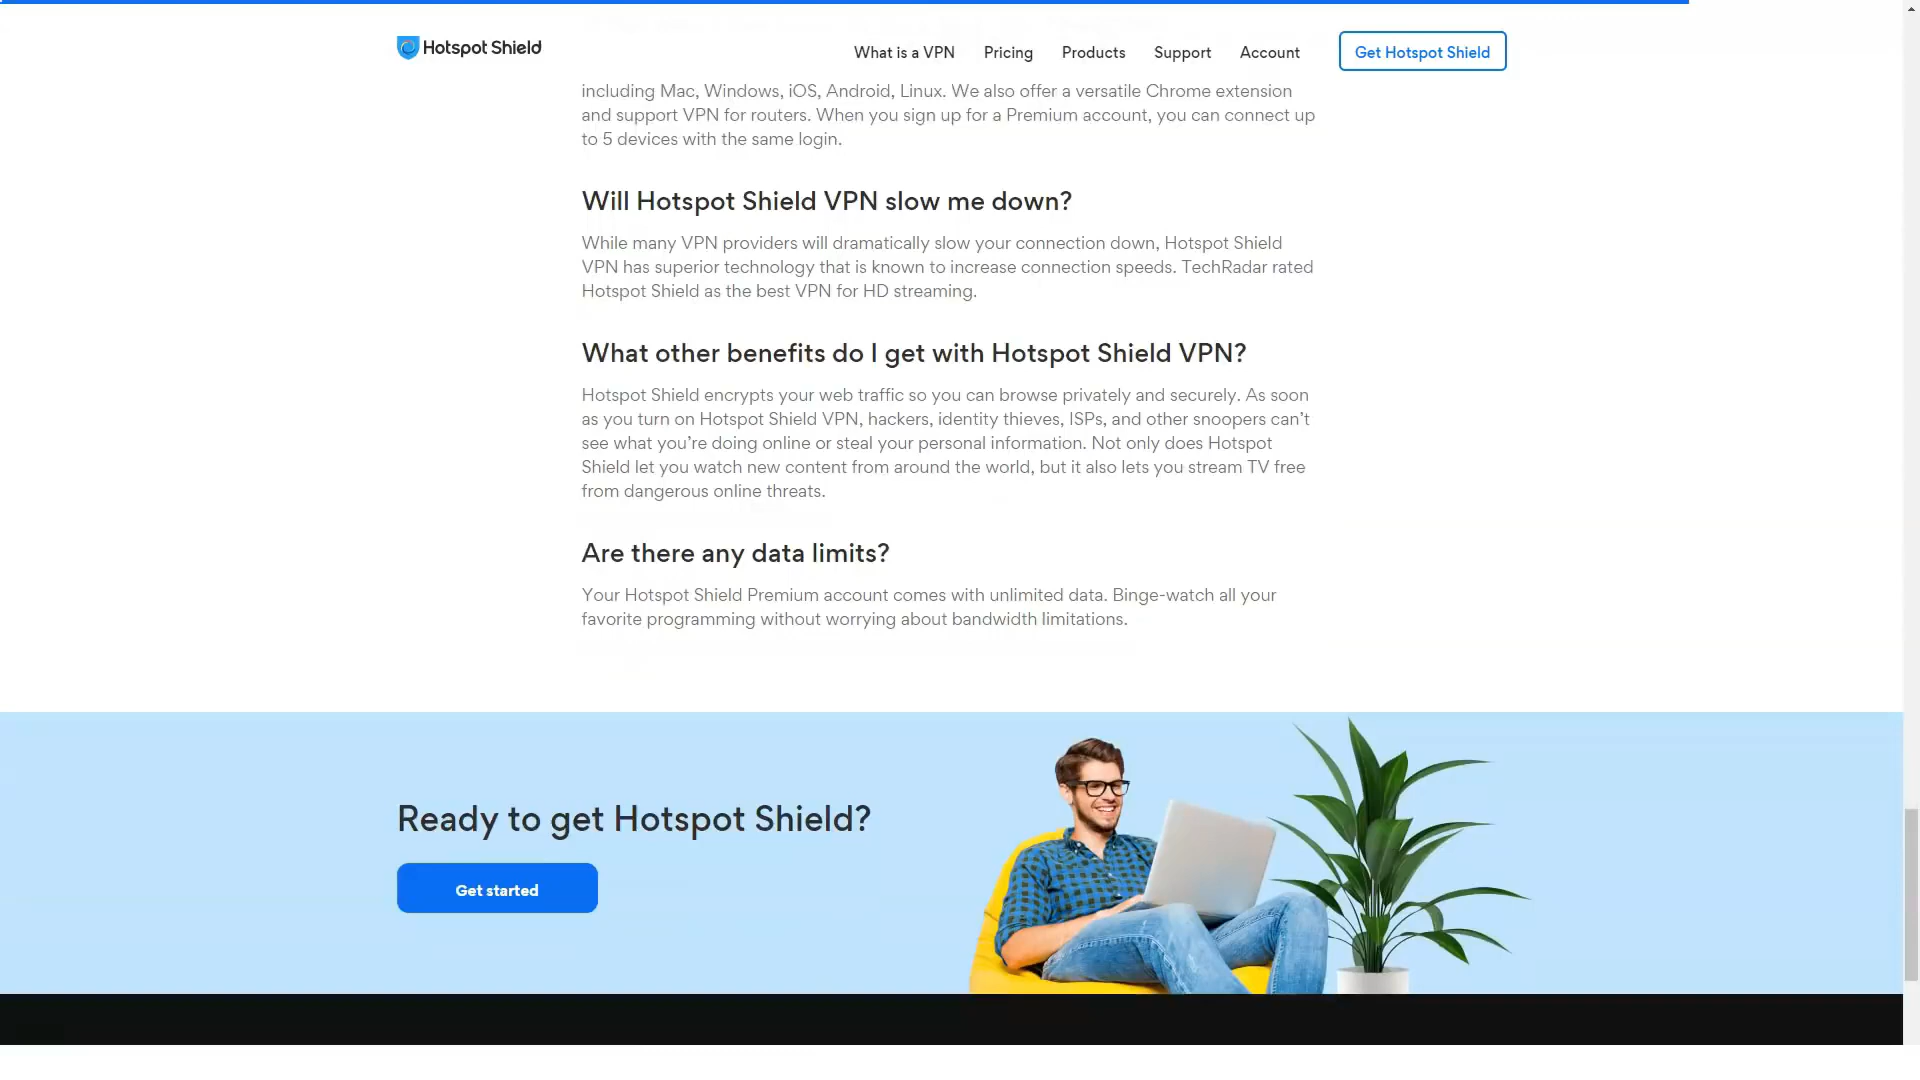 Hotspot Shield
What is a VPN
Pricing
Products
Support
Account
Get Hotspot Shield
including Mac, Windows, iOS, Android, Linux. We also offer a versatile Chrome extension
and support VPN for routers. When you sign up for a Premium account, you can connect up
to 5 devices with the same login.
Will Hotspot Shield VPN slow me down?
While many VPN providers will dramatically slow your connection down, Hotspot Shield
VPN has superior technology that is known to increase connection speeds. TechRadar rated
Hotspot Shield as the best VPN for HD streaming.
What other benefits do I get with Hotspot Shield VPN?
Hotspot Shield encrypts your web traffic so you can browse privately and securely. As soon
as you turn on Hotspot Shield VPN, hackers, identity thieves, ISPs, and other snoopers can’t
see what you’re doing online or steal your personal information. Not only does Hotspot
Shield let you watch new content from around the world, but it also lets you stream TV free
from dangerous online threats.
Are there any data limits?
Your Hotspot Shield Premium account comes with unlimited data. Binge-watch all your
favorite programming without worrying about bandwidth limitations.
Ready to get Hotspot Shield?
Get started